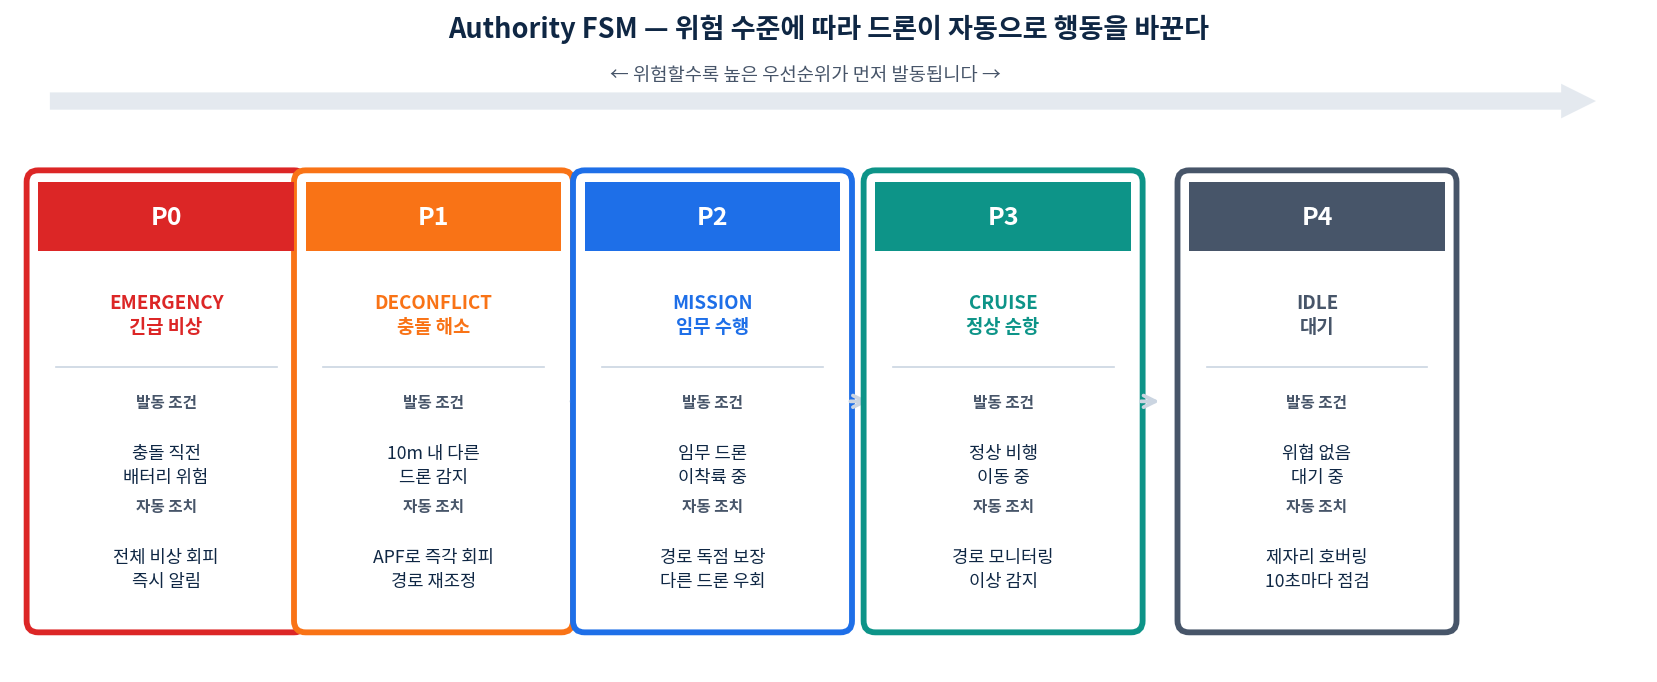 Authority FSM — 위험 수준에 따라 드론이 자동으로 행동을 바꾼다
← 위험할수록 높은 우선순위가 먼저 발동됩니다 →
P0
EMERGENCY
긴급 비상
발동 조건
충돌 직전
배터리 위험
자동 조치
전체 비상 회피
즉시 알림
P1
DECONFLICT
충돌 해소
발동 조건
10m 내 다른
드론 감지
자동 조치
APF로 즉각 회피
경로 재조정
P2
MISSION
임무 수행
발동 조건
임무 드론
이착륙 중
자동 조치
경로 독점 보장
다른 드론 우회
P3
CRUISE
정상 순항
발동 조건
정상 비행
이동 중
자동 조치
경로 모니터링
이상 감지
P4
IDLE
대기
발동 조건
위협 없음
대기 중
자동 조치
제자리 호버링
10초마다 점검